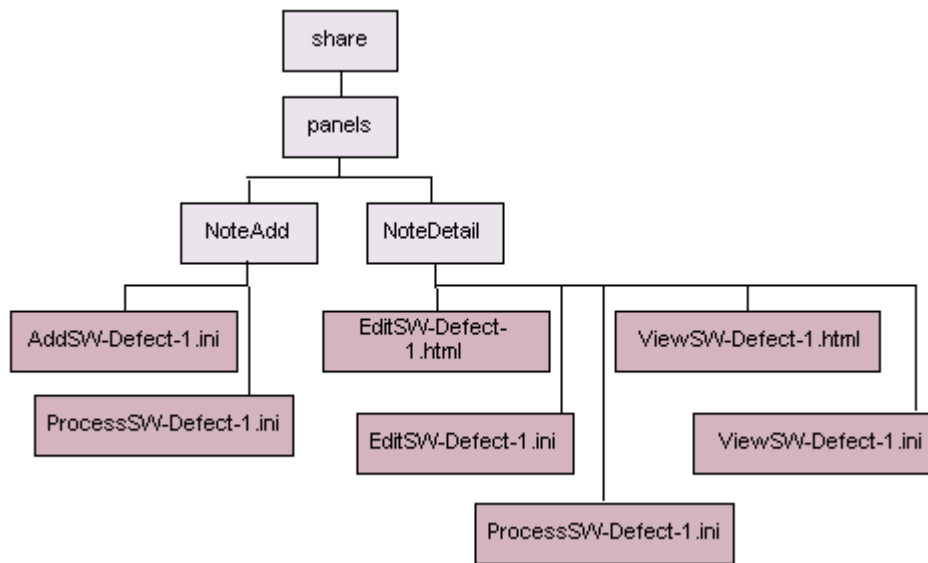 share
panels
NoteAdd
NoteDetail
AddSW-Defect-1.ini
EditSW-Defect-
1.html
ViewSW-Defect-1.html
ProcessSW-Defect-1.ini
EditSW-Defect-1.ini
ViewSW-Defect-1.ini
ProcessSW-Defect-1.ini